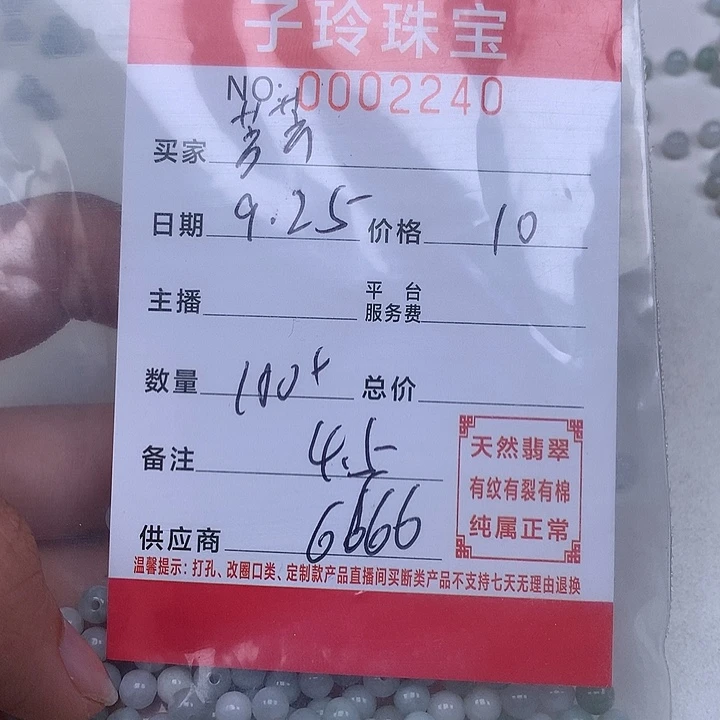 子玲珠宝
NO:0002240
买家 芸芸
日期 9.25 价格 10
主播 平台服务费
数量 100+ 总价
备注 4.5
供应商 6666
天然翡翠
有纹有裂有棉
纯属正常
温馨提示：打孔、改圈口类、定制款产品直播间买断类产品不支持七天无理由退换